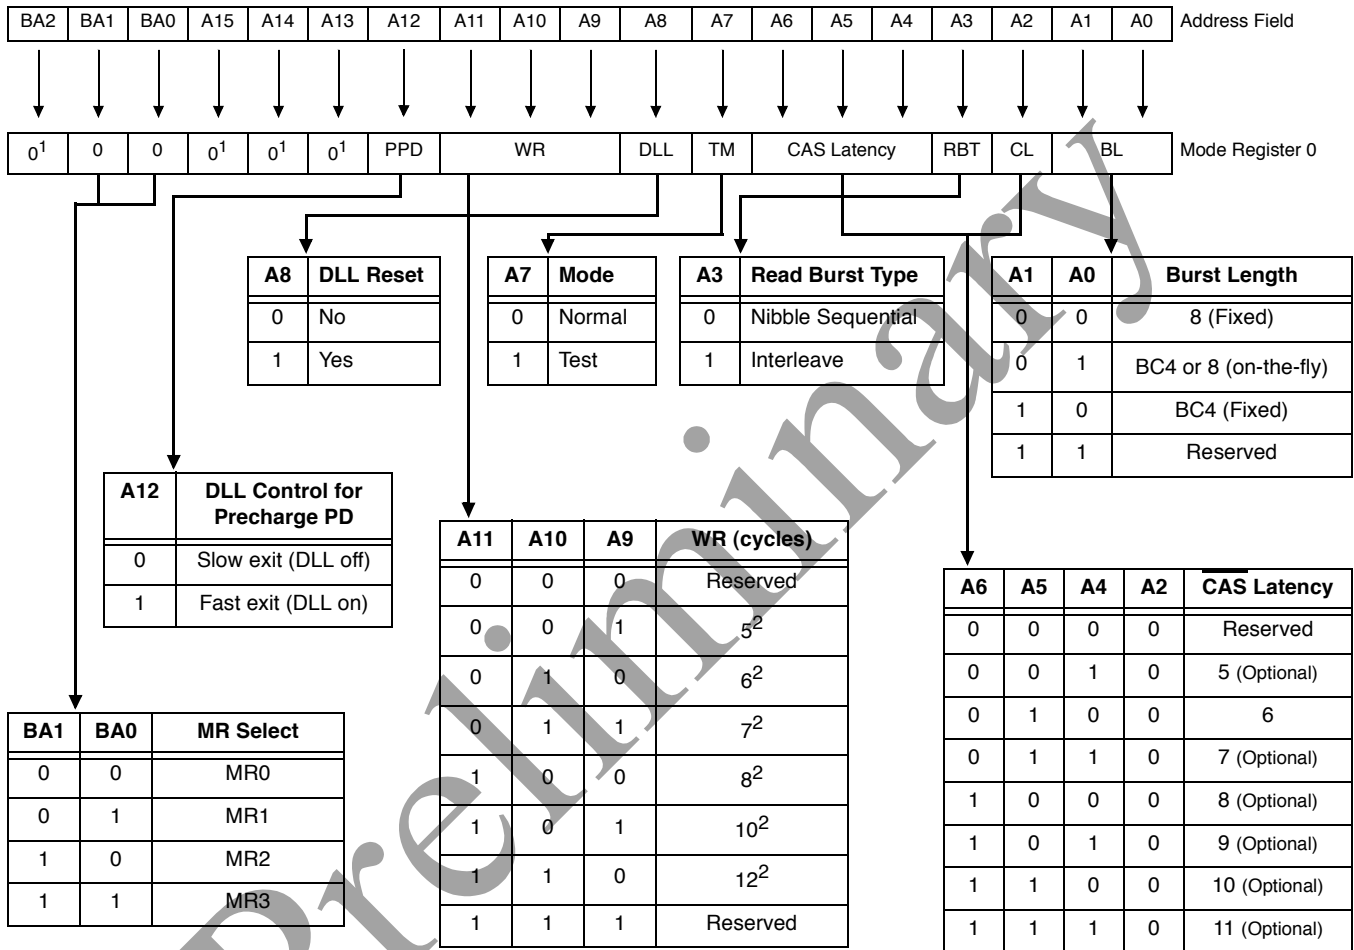 BA2 BA1 BA0 A15 A14 A13 A12 A11 A10 A9 A8 A7 A6 A5 A4 A3 A2 A1 A0 Address Field
0¹ 0 0 0¹ 0¹ 0¹ PPD WR DLL TM CAS Latency RBT CL BL Mode Register 0
A8 DLL Reset
0 No
1 Yes
A7 Mode
0 Normal
1 Test
A3 Read Burst Type
0 Nibble Sequential
1 Interleave
A1 A0 Burst Length
0 0 8 (Fixed)
0 1 BC4 or 8 (on-the-fly)
1 0 BC4 (Fixed)
1 1 Reserved
A12 DLL Control for
Precharge PD
0 Slow exit (DLL off)
1 Fast exit (DLL on)
A11 A10 A9 WR (cycles)
0 0 0 Reserved
0 0 1 5²
0 1 0 6²
0 1 1 7²
1 0 0 8²
1 0 1 10²
1 1 0 12²
1 1 1 Reserved
A6 A5 A4 A2 CAS Latency
0 0 0 0 Reserved
0 0 1 0 5 (Optional)
0 1 0 0 6
0 1 1 0 7 (Optional)
1 0 0 0 8 (Optional)
1 0 1 0 9 (Optional)
1 1 0 0 10 (Optional)
1 1 1 0 11 (Optional)
BA1 BA0 MR Select
0 0 MR0
0 1 MR1
1 0 MR2
1 1 MR3
Preliminary